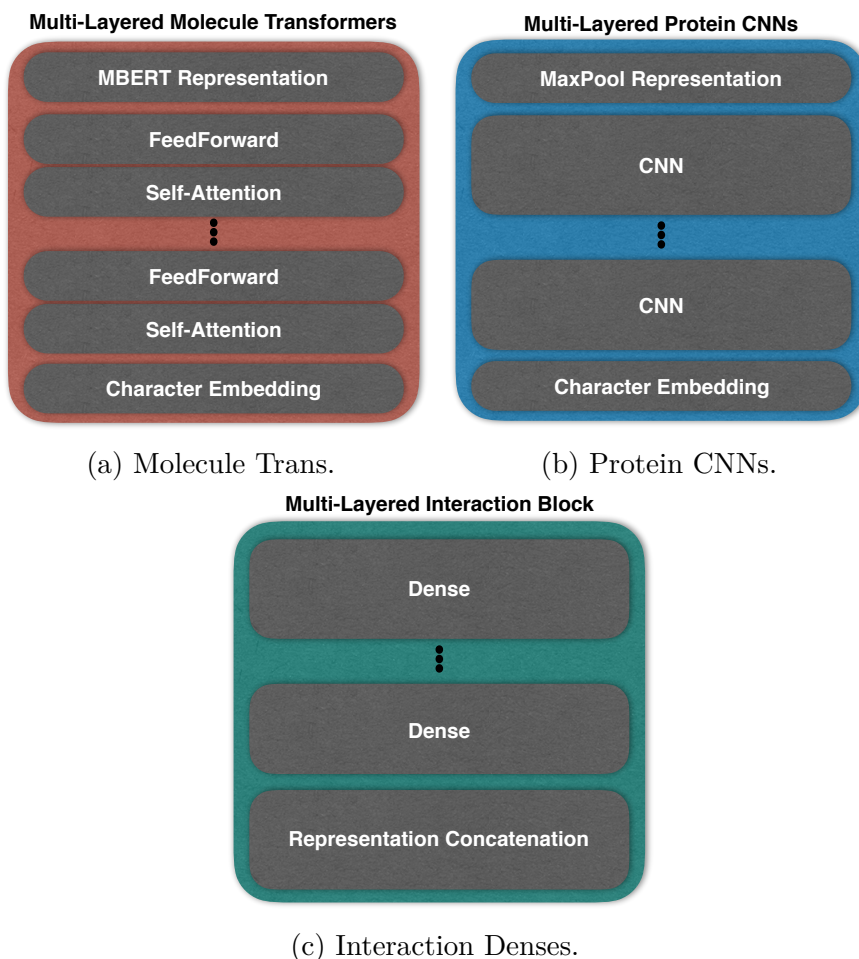 Multi-Layered Molecule Transformers
MBERT Representation
FeedForward
Self-Attention
FeedForward
Self-Attention
Character Embedding
(a) Molecule Trans.
Multi-Layered Protein CNNs
MaxPool Representation
CNN
CNN
Character Embedding
(b) Protein CNNs.
Multi-Layered Interaction Block
Dense
Dense
Representation Concatenation
(c) Interaction Denses.